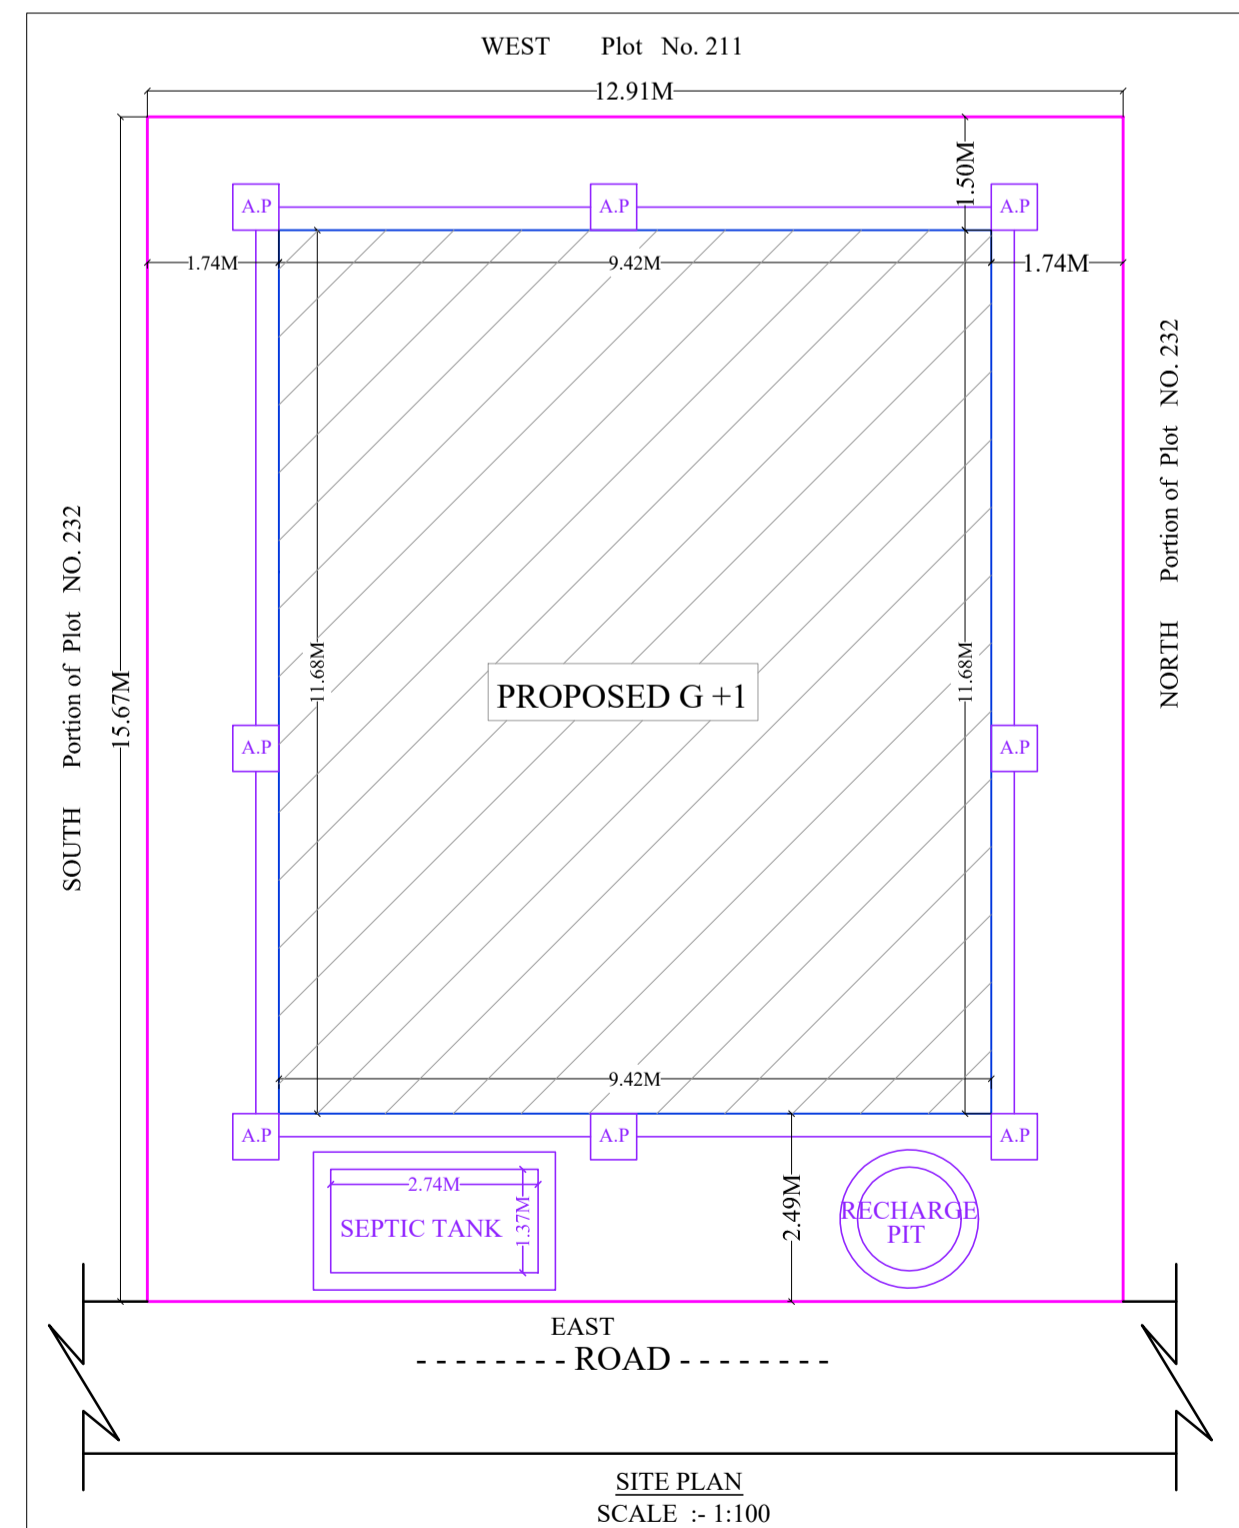 WEST Plot No. 211
12.91M
1.50M
A.P
A.P
A.P
1.74M
9.42M
1.74M
SOUTH Portion of Plot NO. 232
15.67M
11.68M
PROPOSED G +1
11.68M
NORTH Portion of Plot NO. 232
A.P
A.P
9.42M
A.P
A.P
A.P
2.74M
SEPTIC TANK
1.37M
2.49M
RECHARGE
PIT
EAST
- - - - - - - - ROAD - - - - - - - -
SITE PLAN
SCALE :- 1:100